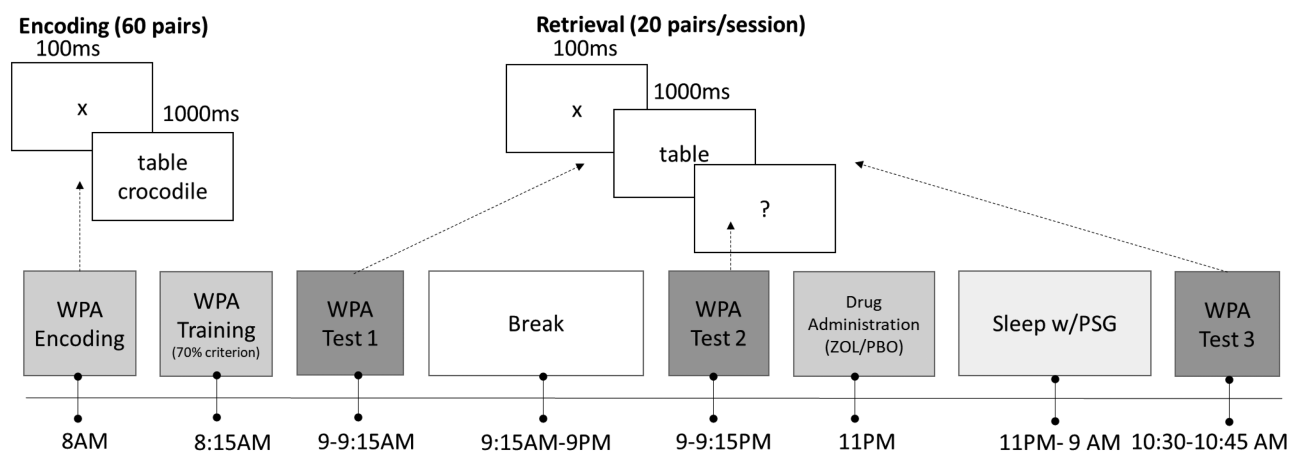 Encoding (60 pairs)
100ms
x
1000ms
table
crocodile
Retrieval (20 pairs/session)
100ms
x
1000ms
table
?
WPA
Encoding
WPA
Training
(70% criterion)
WPA
Test 1
Break
WPA
Test 2
Drug
Administration
(ZOL/PBO)
Sleep w/PSG
WPA
Test 3
8AM
8:15AM
9-9:15AM
9:15AM-9PM
9-9:15PM
11PM
11PM- 9 AM
10:30-10:45 AM